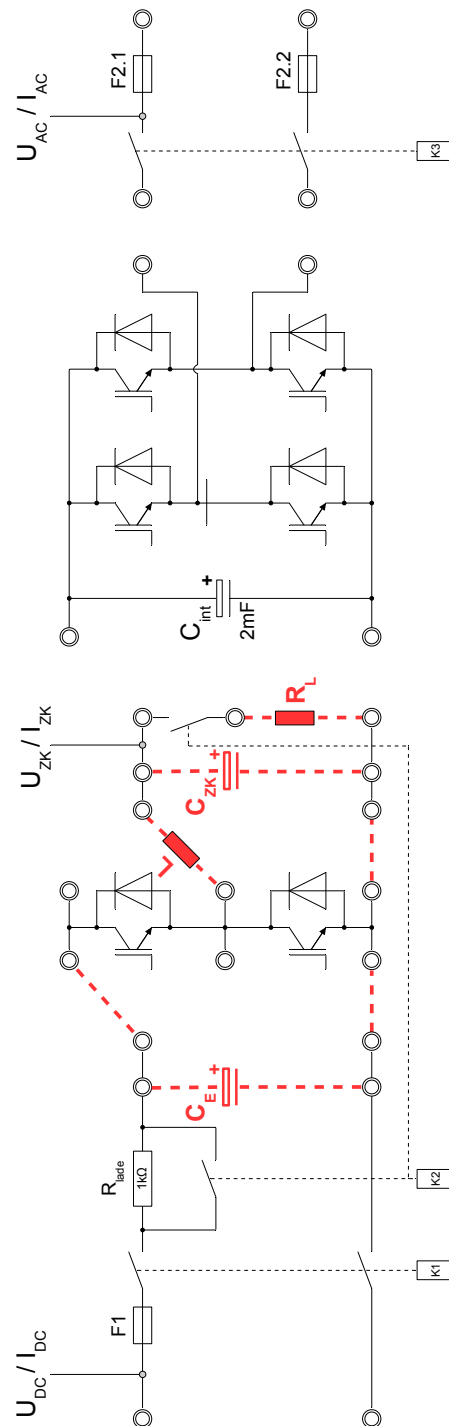 U_DC / I_DC
F1
K1
R_lade
1kΩ
K2
C_E
+
L
C_ZK
+
U_ZK / I_ZK
R_L
C_int
+
2mF
U_AC / I_AC
F2.1
F2.2
K3